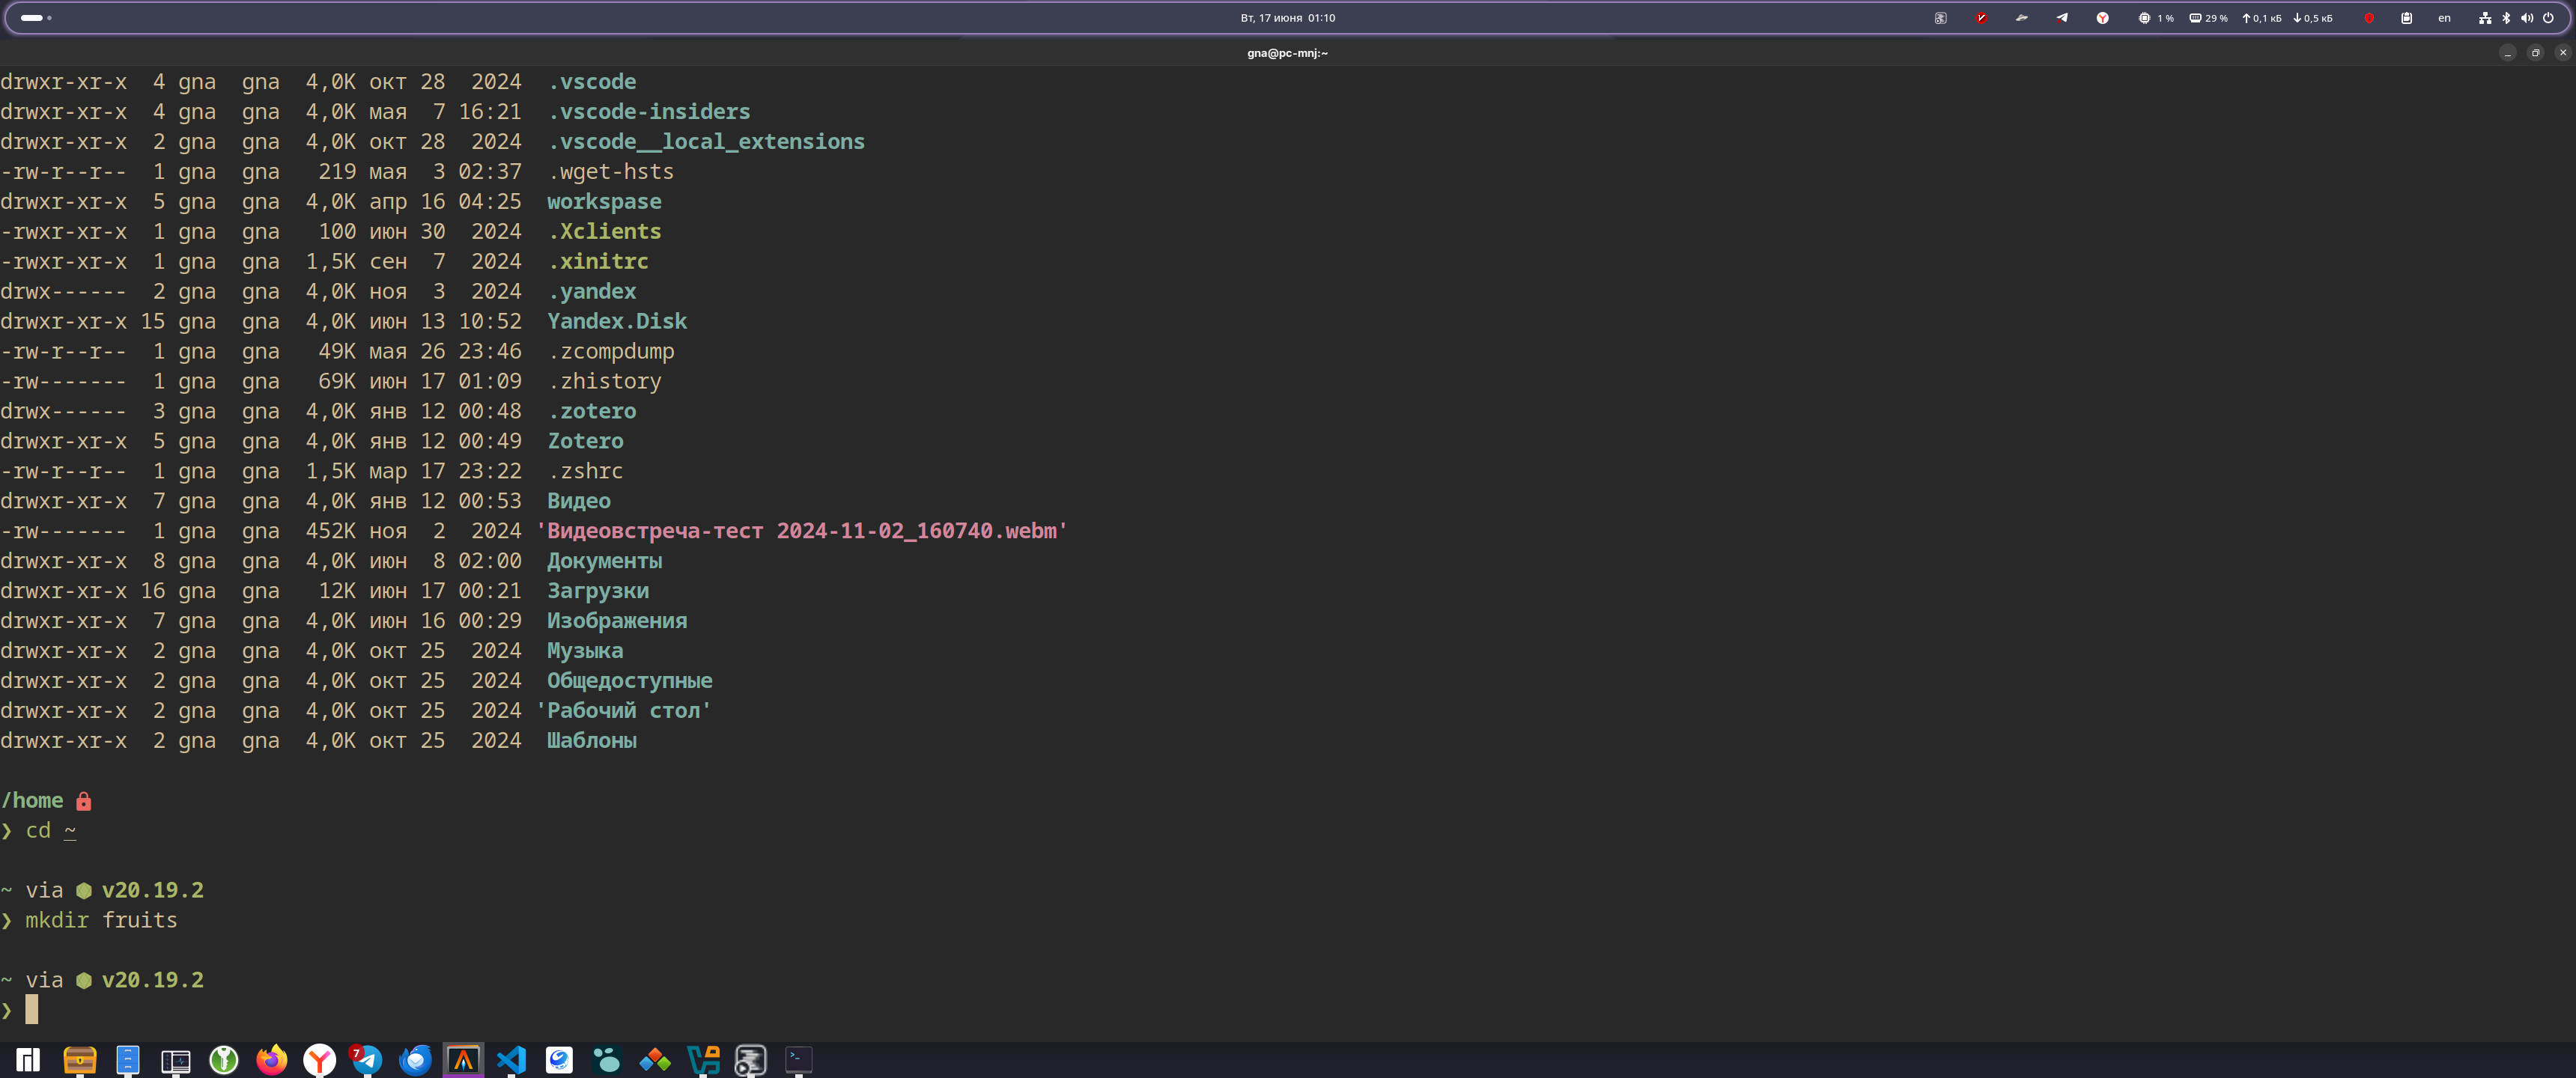 Вт, 17 июня 01:10
1 % 29 % 0,1 кБ 0,5 кБ en
gna@pc-mnj:~
drwxr-xr-x 4 gna gna 4,0K окт 28 2024 .vscode
drwxr-xr-x 4 gna gna 4,0K мая 7 16:21 .vscode-insiders
drwxr-xr-x 2 gna gna 4,0K окт 28 2024 .vscode__local_extensions
-rw-r--r-- 1 gna gna 219 мая 3 02:37 .wget-hsts
drwxr-xr-x 5 gna gna 4,0K апр 16 04:25 workspase
-rwxr-xr-x 1 gna gna 100 июн 30 2024 .Xclients
-rwxr-xr-x 1 gna gna 1,5K сен 7 2024 .xinitrc
drwx------ 2 gna gna 4,0K ноя 3 2024 .yandex
drwxr-xr-x 15 gna gna 4,0K июн 13 10:52 Yandex.Disk
-rw-r--r-- 1 gna gna 49K мая 26 23:46 .zcompdump
-rw------- 1 gna gna 69K июн 17 01:09 .zhistory
drwx------ 3 gna gna 4,0K янв 12 00:48 .zotero
drwxr-xr-x 5 gna gna 4,0K янв 12 00:49 Zotero
-rw-r--r-- 1 gna gna 1,5K мар 17 23:22 .zshrc
drwxr-xr-x 7 gna gna 4,0K янв 12 00:53 Видео
-rw------- 1 gna gna 452K ноя 2 2024 'Видеовстреча-тест 2024-11-02_160740.webm'
drwxr-xr-x 8 gna gna 4,0K июн 8 02:00 Документы
drwxr-xr-x 16 gna gna 12K июн 17 00:21 Загрузки
drwxr-xr-x 7 gna gna 4,0K июн 16 00:29 Изображения
drwxr-xr-x 2 gna gna 4,0K окт 25 2024 Музыка
drwxr-xr-x 2 gna gna 4,0K окт 25 2024 Общедоступные
drwxr-xr-x 2 gna gna 4,0K окт 25 2024 'Рабочий стол'
drwxr-xr-x 2 gna gna 4,0K окт 25 2024 Шаблоны
/home
❯ cd ~
~ via v20.19.2
❯ mkdir fruits
~ via v20.19.2
❯
7